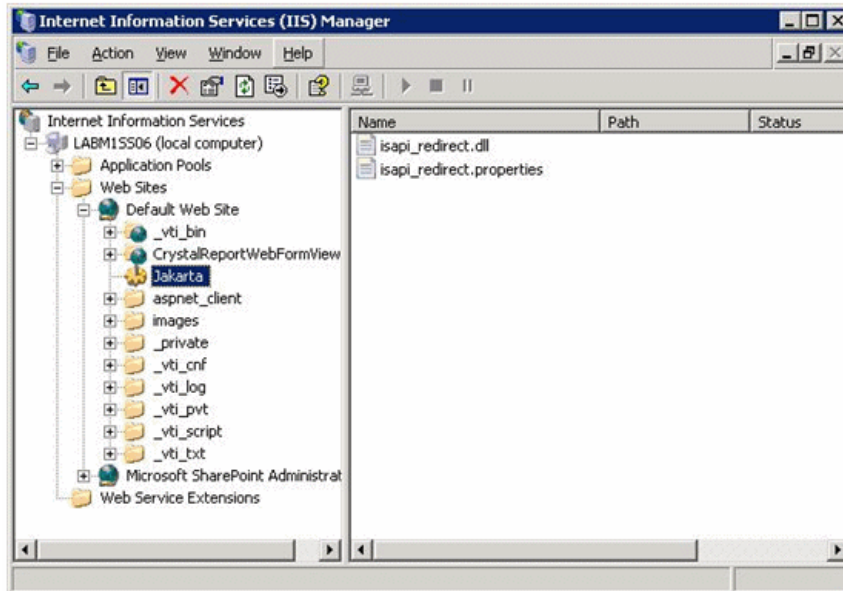 Internet Information Services (IIS) Manager
File Action View Window Help
Internet Information Services
LABM1SS06 (local computer)
Application Pools
Web Sites
Default Web Site
_vti_bin
CrystalReportWebFormView
Jakarta
aspnet_client
images
_private
_vti_cnf
_vti_log
_vti_pvt
_vti_script
_vti_txt
Microsoft SharePoint Administrat
Web Service Extensions
Name Path Status
isapi_redirect.dll
isapi_redirect.properties